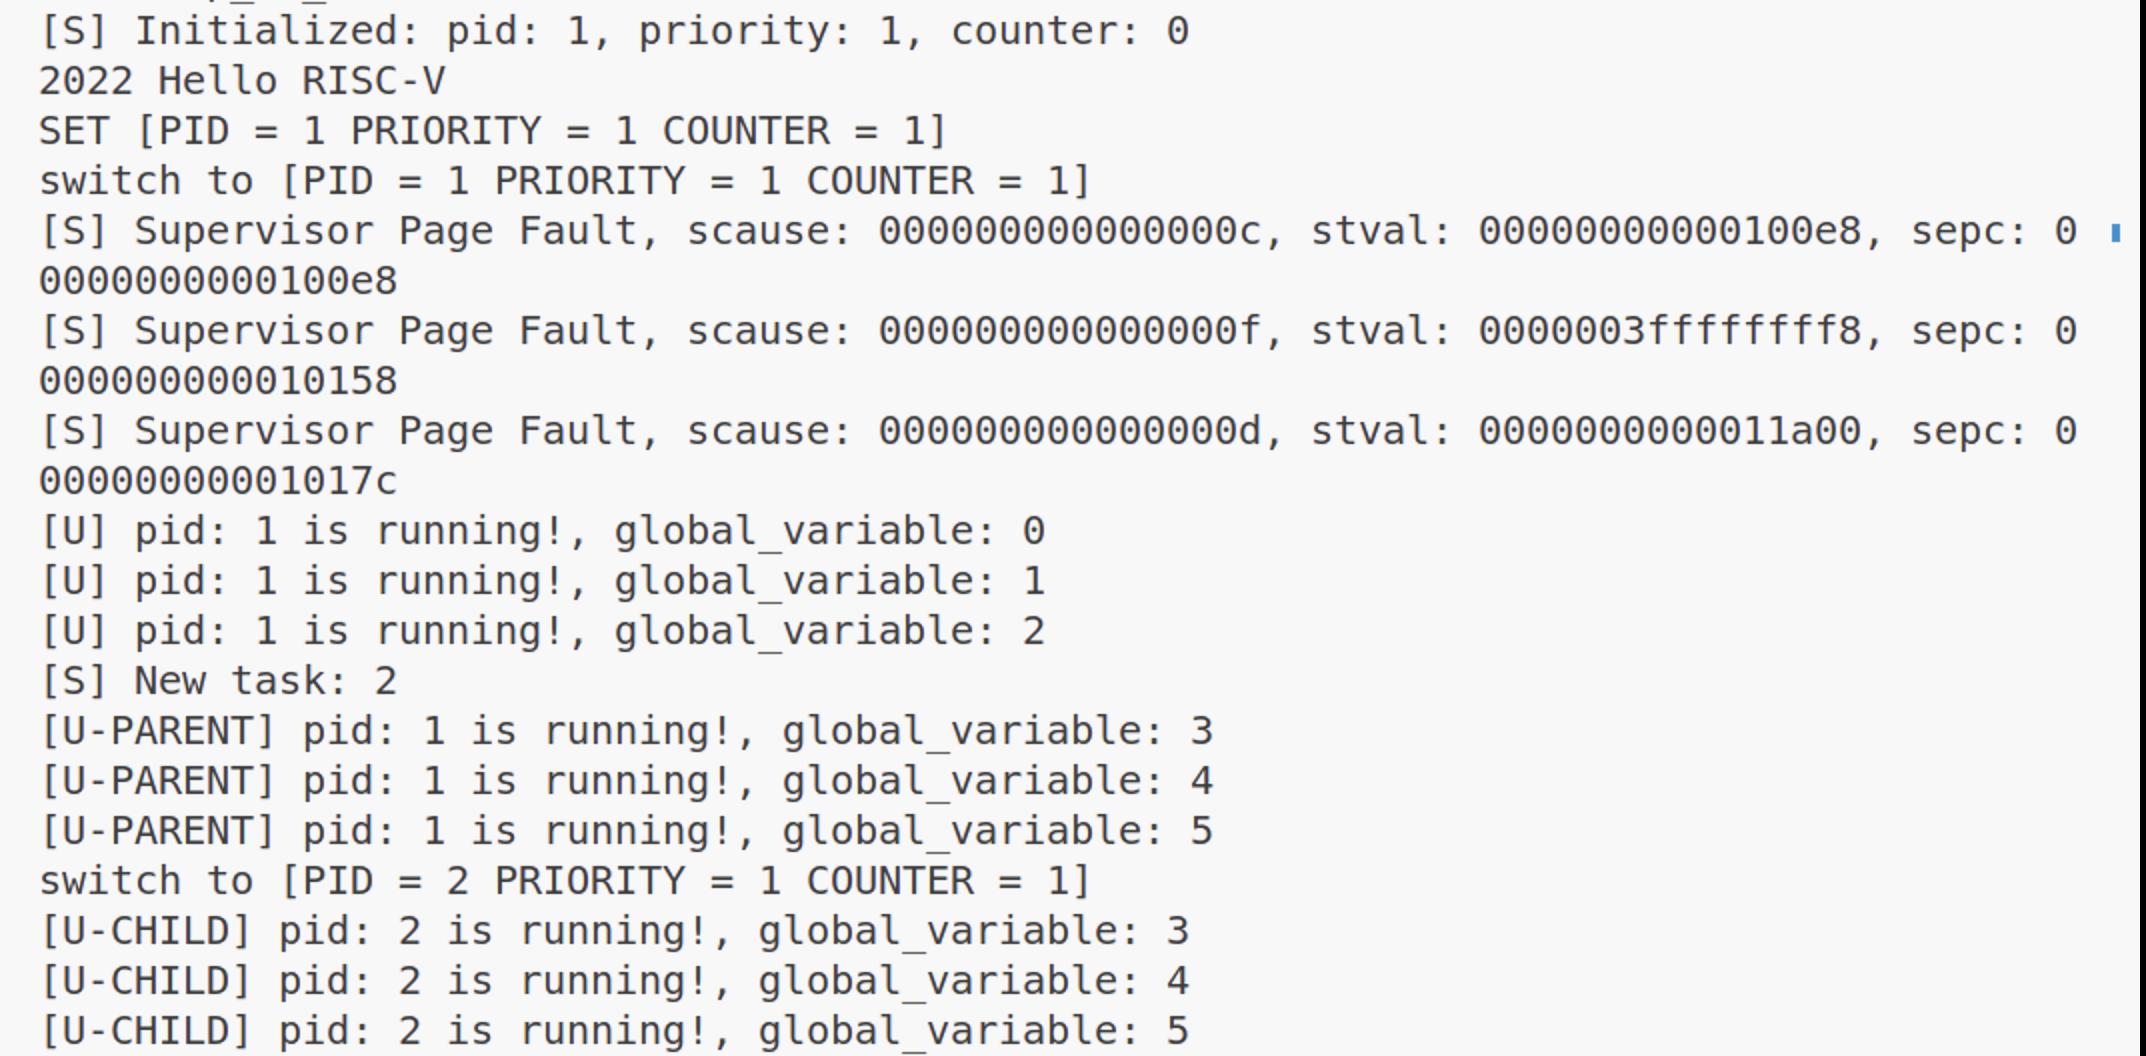 [S] Initialized: pid: 1, priority: 1, counter: 0
2022 Hello RISC-V
SET [PID = 1 PRIORITY = 1 COUNTER = 1]
switch to [PID = 1 PRIORITY = 1 COUNTER = 1]
[S] Supervisor Page Fault, scause: 000000000000000c, stval: 00000000000100e8, sepc: 0
0000000000100e8
[S] Supervisor Page Fault, scause: 000000000000000f, stval: 0000003ffffffff8, sepc: 0
000000000010158
[S] Supervisor Page Fault, scause: 000000000000000d, stval: 0000000000011a00, sepc: 0
00000000001017c
[U] pid: 1 is running!, global_variable: 0
[U] pid: 1 is running!, global_variable: 1
[U] pid: 1 is running!, global_variable: 2
[S] New task: 2
[U-PARENT] pid: 1 is running!, global_variable: 3
[U-PARENT] pid: 1 is running!, global_variable: 4
[U-PARENT] pid: 1 is running!, global_variable: 5
switch to [PID = 2 PRIORITY = 1 COUNTER = 1]
[U-CHILD] pid: 2 is running!, global_variable: 3
[U-CHILD] pid: 2 is running!, global_variable: 4
[U-CHILD] pid: 2 is running!, global_variable: 5